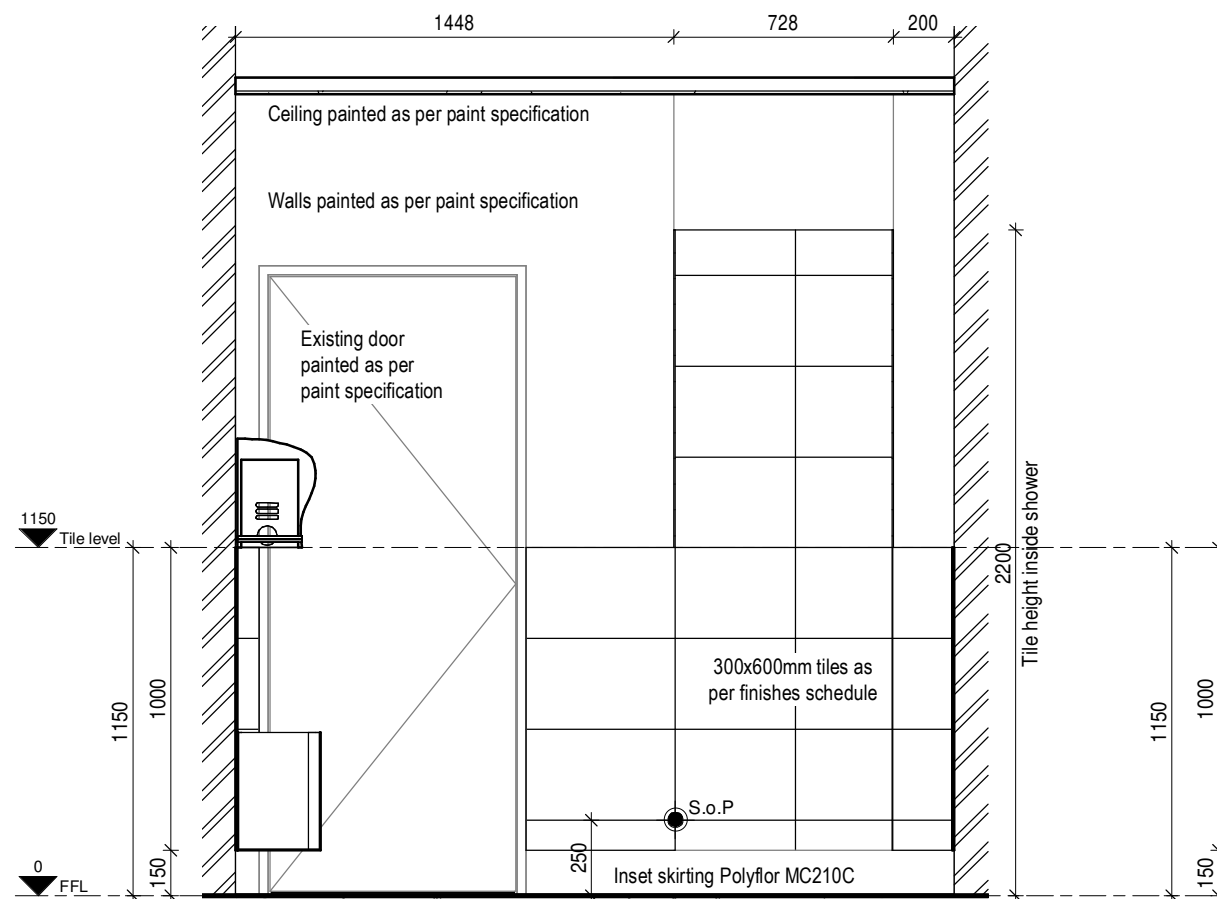 1448
728
200
Ceiling painted as per paint specification
Walls painted as per paint specification
Existing door
painted as per
paint specification
1150
Tile level
2200
Tile height inside shower
300x600mm tiles as
per finishes schedule
1150
1000
1150
1000
S.o.P
250
150
150
Inset skirting Polyflor MC210C
0
FFL